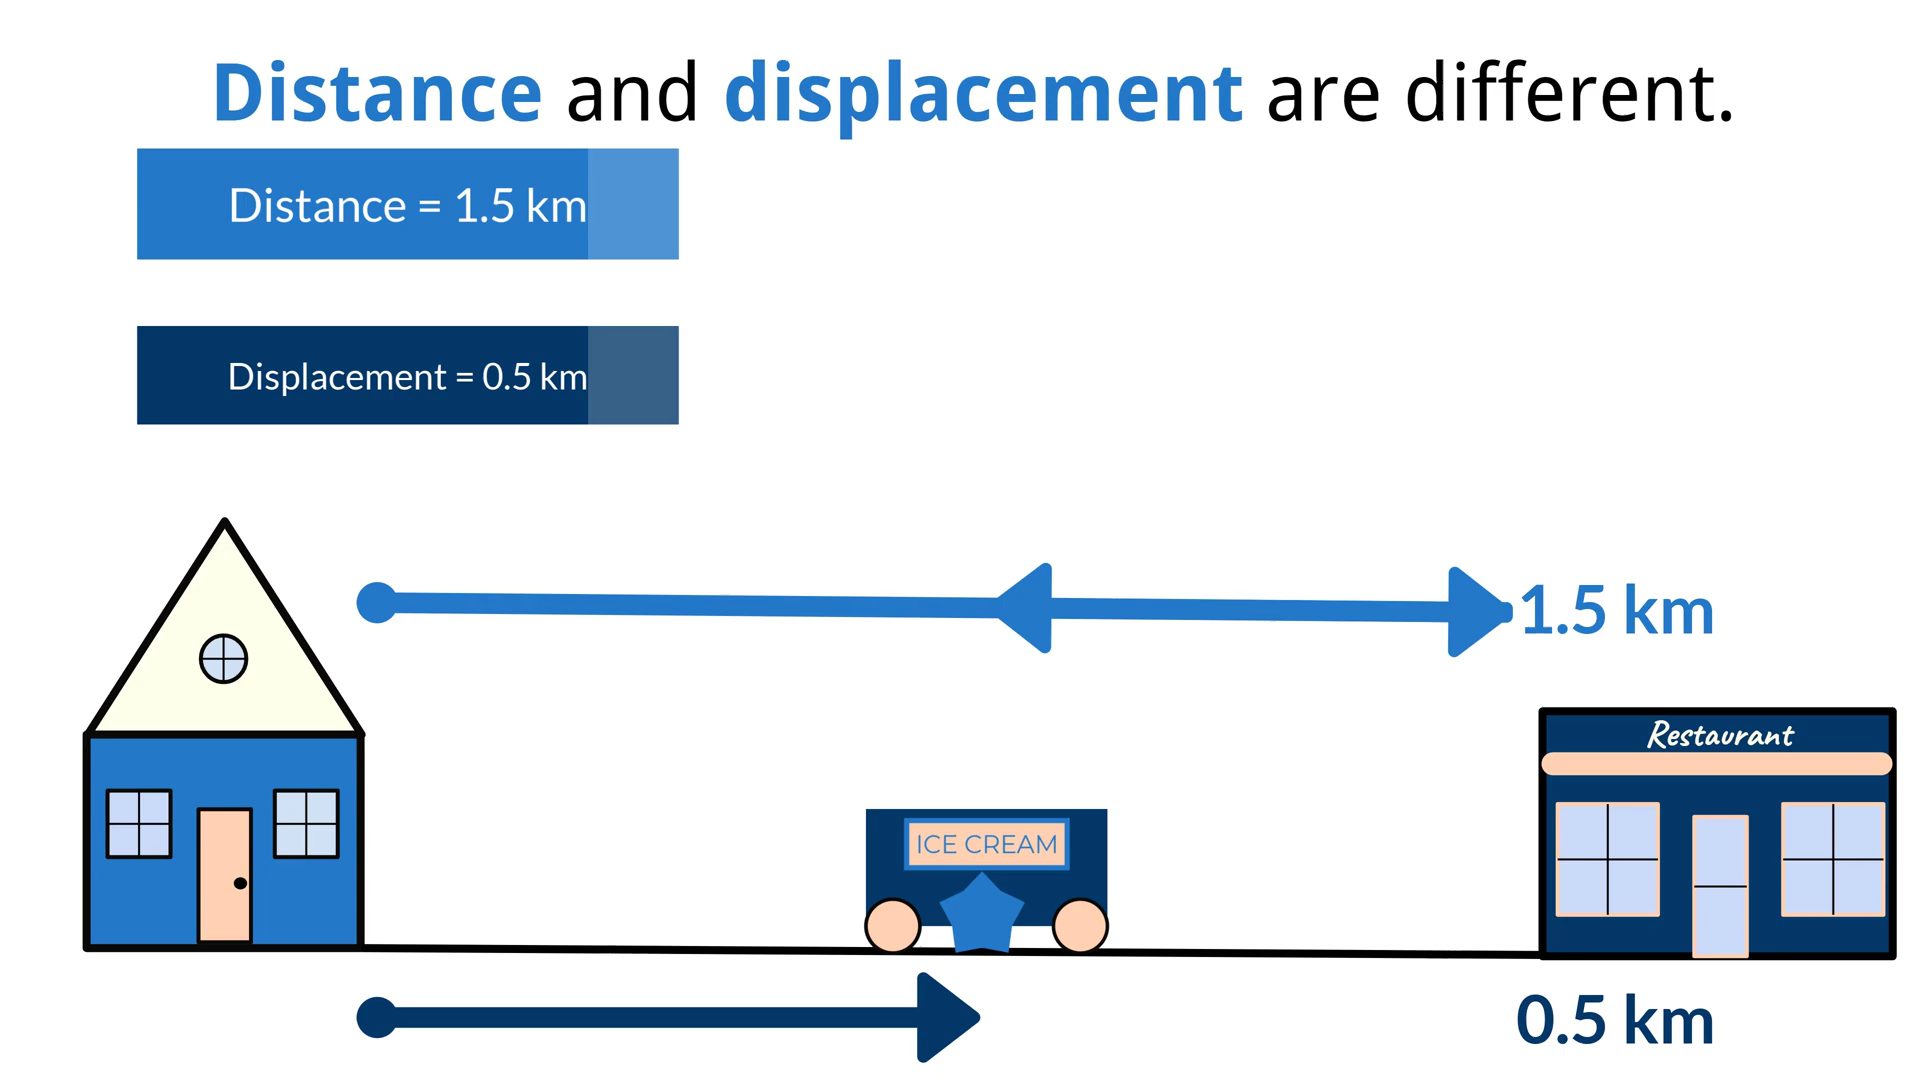 Distance and displacement are different.
Distance = 1.5 km
Displacement = 0.5 km
1.5 km
Restaurant
ICE CREAM
0.5 km